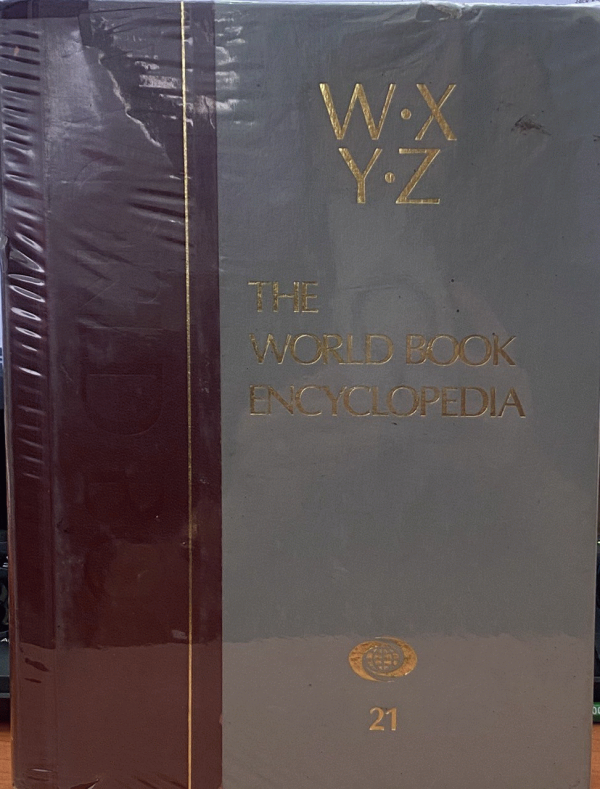 W·X
Y·Z
THE
WORLD BOOK
ENCYCLOPEDIA
21